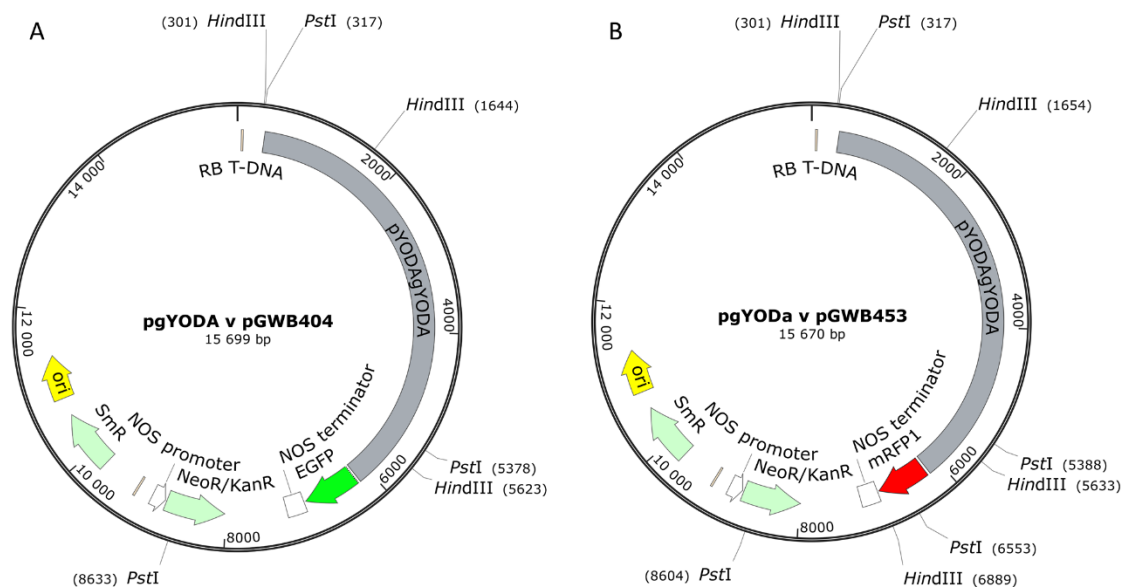 A
(301) HindIII
PstI (317)
HindIII (1644)
RB T-DNA
2000
pYODAgYODA
4000
pgYODA v pGWB404
15 699 bp
PstI (5378)
HindIII (5623)
6000
NOS terminator
EGFP
8000
NeoR/KanR
NOS promoter
(8633) PstI
SmR
10 000
ori
12 000
14 000
B
(301) HindIII
PstI (317)
HindIII (1654)
RB T-DNA
2000
pYODAgYODA
4000
pgYODa v pGWB453
15 670 bp
PstI (5388)
HindIII (5633)
6000
NOS terminator
mRFP1
PstI (6553)
HindIII (6889)
8000
NeoR/KanR
NOS promoter
(8604) PstI
SmR
10 000
ori
12 000
14 000